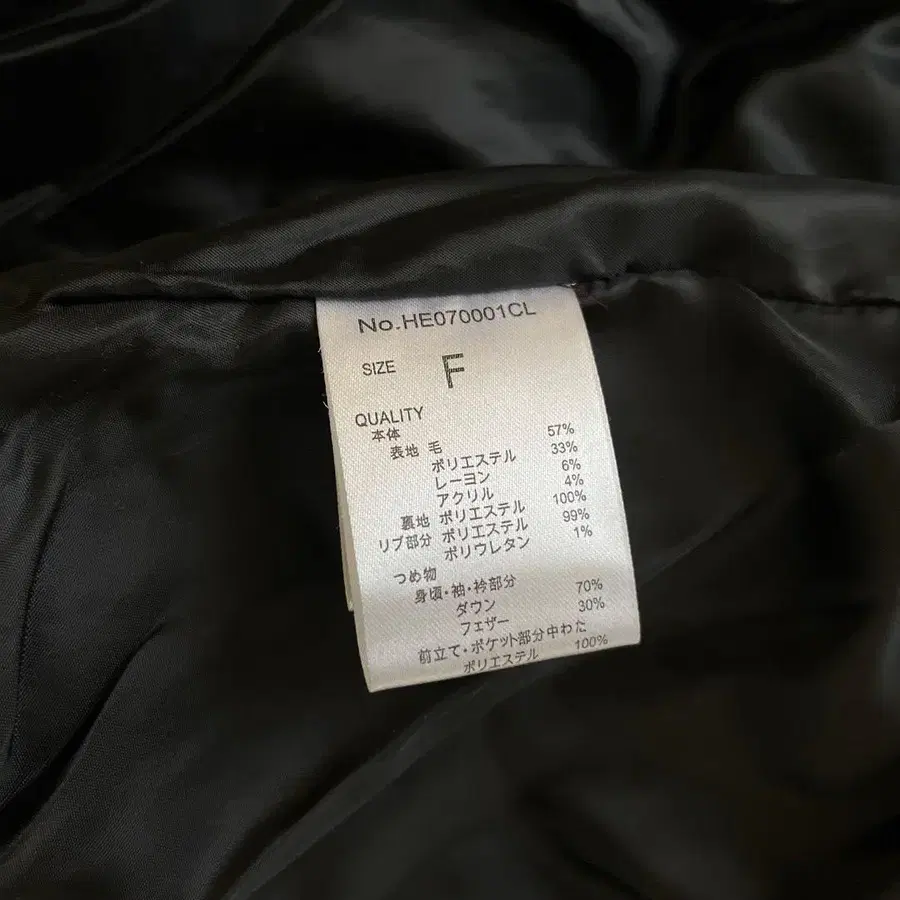 No.HE070001CL
SIZE F
QUALITY
本体
表地 毛 57%
ポリエステル 33%
レーヨン 6%
アクリル 4%
裏地 ポリエステル 100%
リブ部分 ポリエステル 99%
ポリウレタン 1%
つめ物
身頃・袖・衿部分
ダウン 70%
フェザー 30%
前立て・ポケット部分中わた
ポリエステル 100%